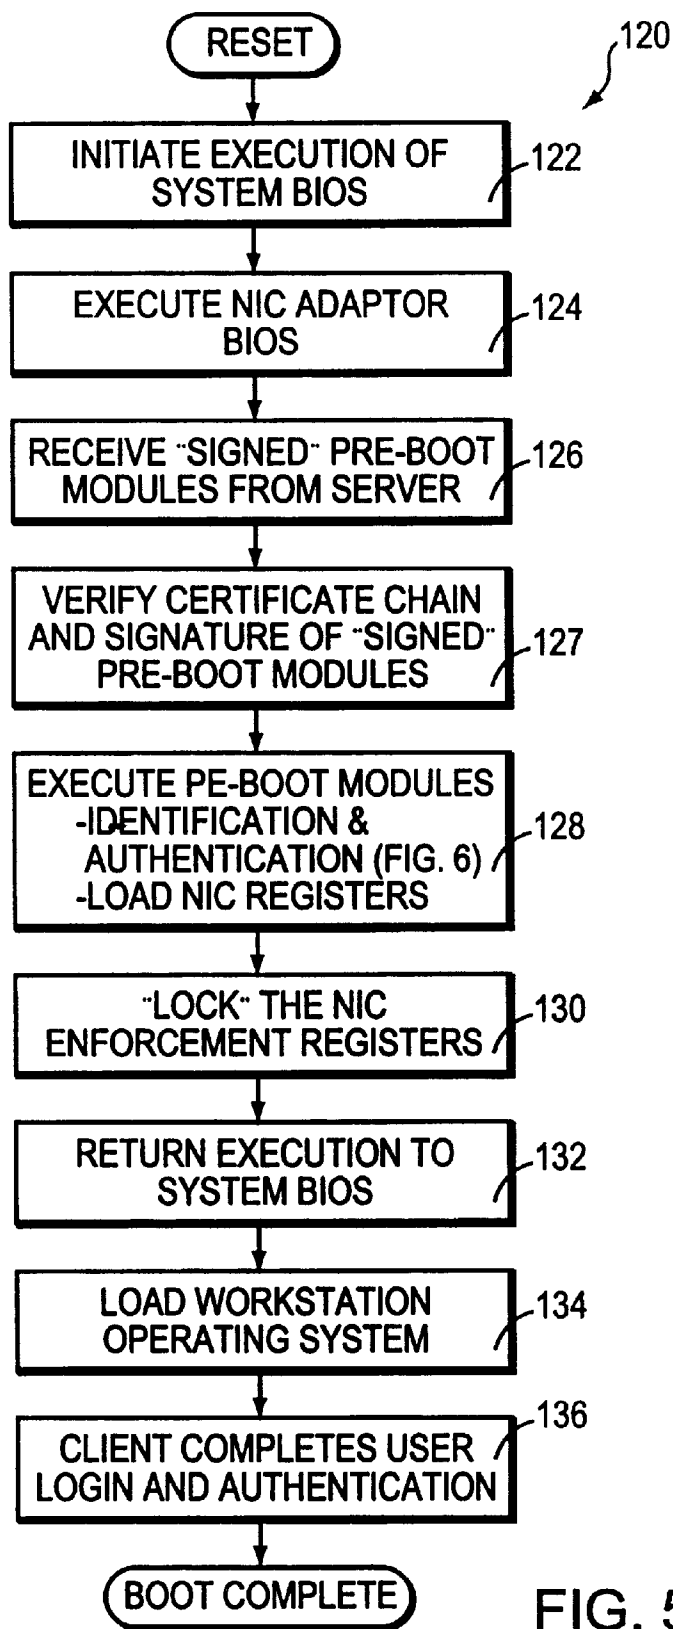 RESET
120
INITIATE EXECUTION OF
SYSTEM BIOS
122
EXECUTE NIC ADAPTOR
BIOS
124
RECEIVE "SIGNED" PRE-BOOT
MODULES FROM SERVER
126
VERIFY CERTIFICATE CHAIN
AND SIGNATURE OF "SIGNED"
PRE-BOOT MODULES
127
EXECUTE PE-BOOT MODULES
-IDENTIFICATION &
AUTHENTICATION (FIG. 6)
-LOAD NIC REGISTERS
128
"LOCK" THE NIC
ENFORCEMENT REGISTERS
130
RETURN EXECUTION TO
SYSTEM BIOS
132
LOAD WORKSTATION
OPERATING SYSTEM
134
136
CLIENT COMPLETES USER
LOGIN AND AUTHENTICATION
BOOT COMPLETE
FIG. 5